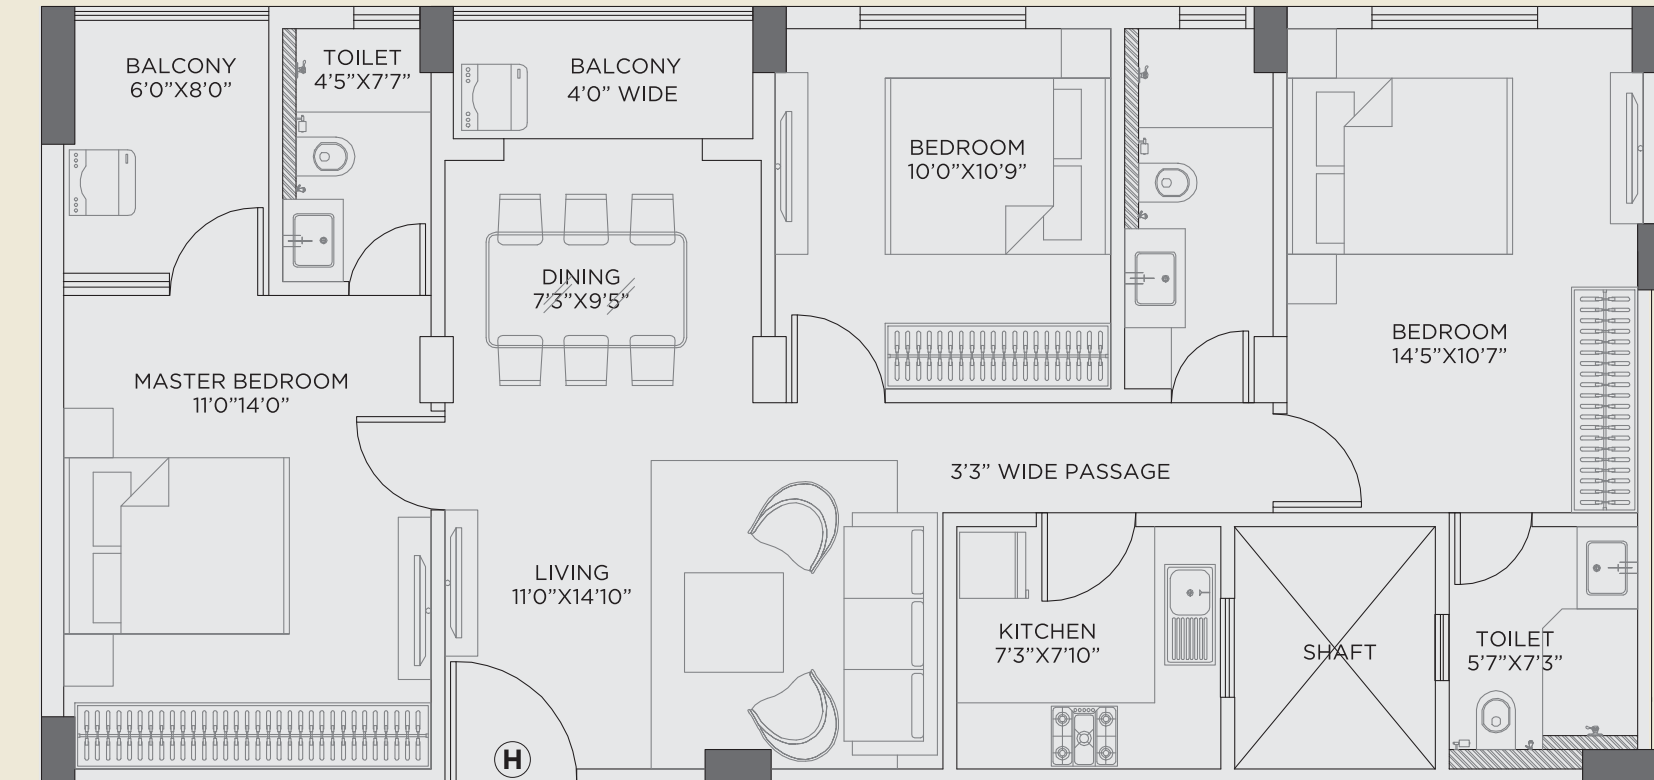 BALCONY
6’0”X8’0”
TOILET
4’5”X7’7”
BALCONY
4’0” WIDE
BEDROOM
10’0”X10’9”
DINING
7’3”X9’5”
BEDROOM
14’5”X10’7”
MASTER BEDROOM
11’0”14’0”
3’3” WIDE PASSAGE
LIVING
11’0”X14’10”
KITCHEN
7’3”X7’10”
SHAFT
TOILET
5’7”X7’3”
H